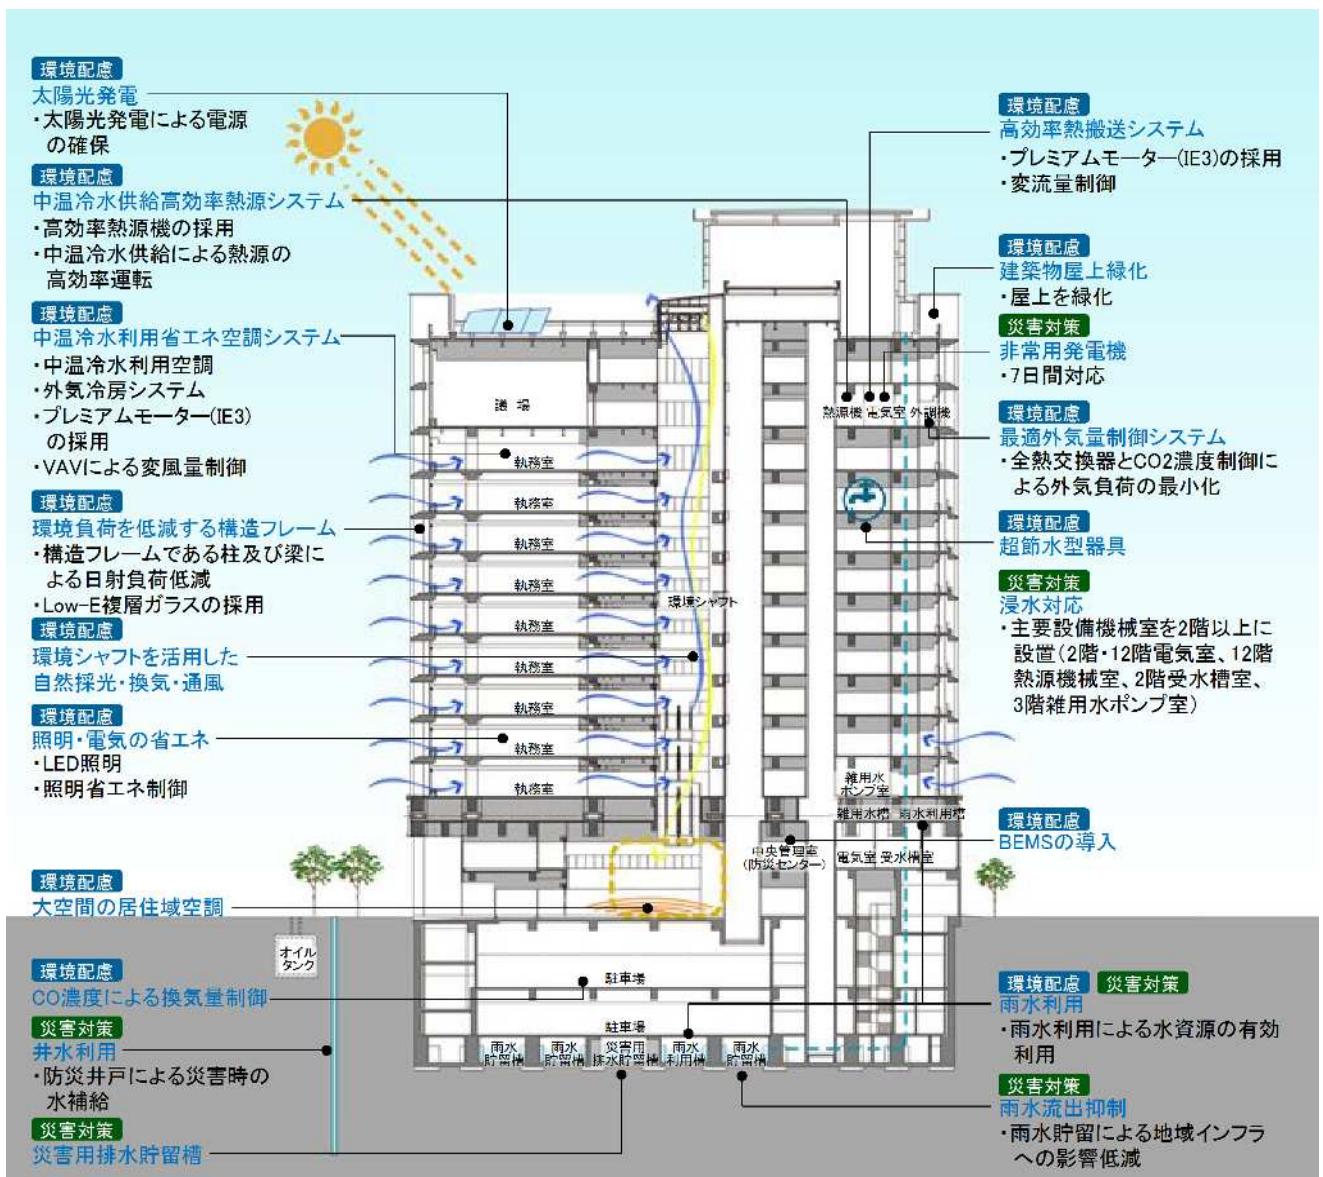 環境配慮
太陽光発電
・太陽光発電による電源
の確保
環境配慮
中温冷水供給高効率熱源システム
・高効率熱源機の採用
・中温冷水供給による熱源の
高効率運転
環境配慮
中温冷水利用省エネ空調システム
・中温冷水利用空調
・外気冷房システム
・プレミアムモーター(IE3)
の採用
・VAVによる変風量制御
環境配慮
環境負荷を低減する構造フレーム
・構造フレームである柱及び梁に
よる日射負荷低減
・Low-E複層ガラスの採用
環境配慮
環境シャフトを活用した
自然採光・換気・通風
環境配慮
照明・電気の省エネ
・LED照明
・照明省エネ制御
環境配慮
大空間の居住域空調
環境配慮
CO濃度による換気量制御
災害対策
井水利用
・防災井戸による災害時の
水補給
災害対策
災害用排水貯留槽
議場
執務室
執務室
執務室
執務室
執務室
執務室
執務室
執務室
執務室
環境シャフト
熱源機 電気室 外調機
雑用水
ポンプ室
雑用水槽 雨水利用槽
中央管理室
(防災センター)
電気室 受水槽室
オイル
タンク
駐車場
駐車場
雨水
貯留槽
雨水
貯留槽
災害用
排水貯留槽
雨水
利用槽
雨水
貯留槽
環境配慮
高効率熱搬送システム
・プレミアムモーター(IE3)の採用
・変流量制御
環境配慮
建築物屋上緑化
・屋上を緑化
災害対策
非常用発電機
・7日間対応
環境配慮
最適外気量制御システム
・全熱交換器とCO2濃度制御に
よる外気負荷の最小化
環境配慮
超節水型器具
災害対策
浸水対応
・主要設備機械室を2階以上に
設置(2階・12階電気室、12階
熱源機械室、2階受水槽室、
3階雑用水ポンプ室)
環境配慮
BEMSの導入
環境配慮 災害対策
雨水利用
・雨水利用による水資源の有効
利用
災害対策
雨水流出抑制
・雨水貯留による地域インフラ
への影響低減